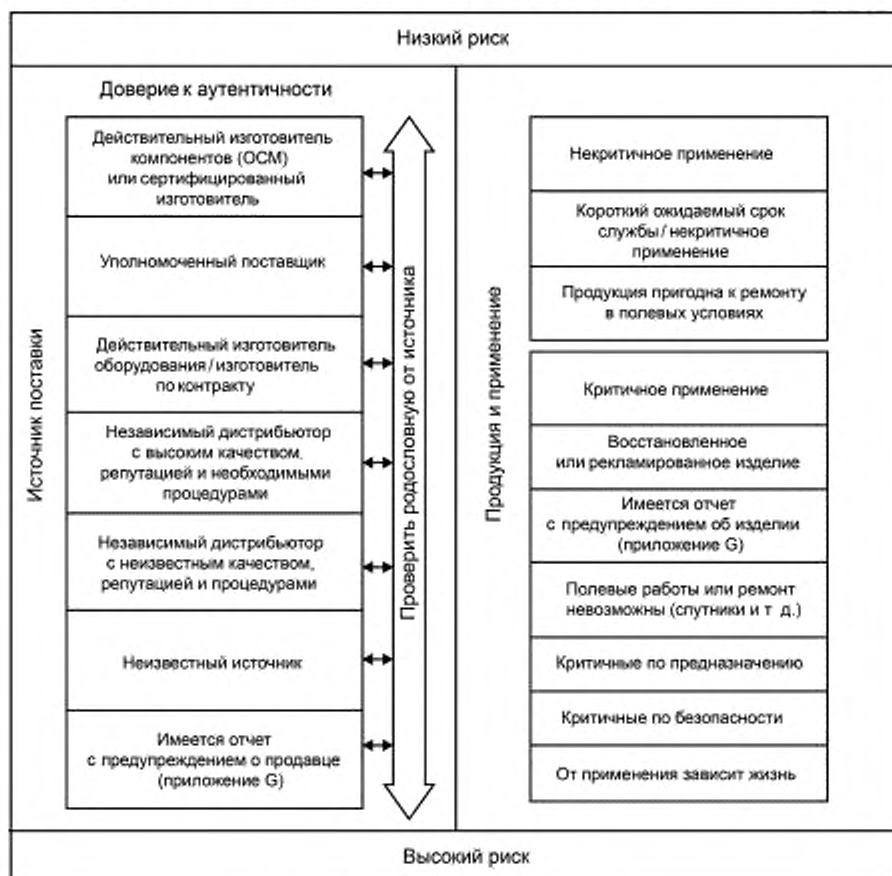 Низкий риск
Доверие к аутентичности
Источник поставки
Действительный изготовитель
компонентов (ОСМ)
или сертифицированный
изготовитель
Уполномоченный поставщик
Действительный изготовитель
оборудования/изготовитель
по контракту
Независимый дистрибьютор
с высоким качеством,
репутацией и необходимыми
процедурами
Независимый дистрибьютор
с неизвестным качеством,
репутацией и процедурами
Неизвестный источник
Имеется отчет
с предупреждением о продавце
(приложение G)
Проверить родословную от источника
Продукция и применение
Некритичное применение
Короткий ожидаемый срок
службы/некритичное
применение
Продукция пригодна к ремонту
в полевых условиях
Критичное применение
Восстановленное
или рекламированное изделие
Имеется отчет
с предупреждением об изделии
(приложение G)
Полевые работы или ремонт
невозможны (спутники и т д.)
Критичные по предназначению
Критичные по безопасности
От применения зависит жизнь
Высокий риск